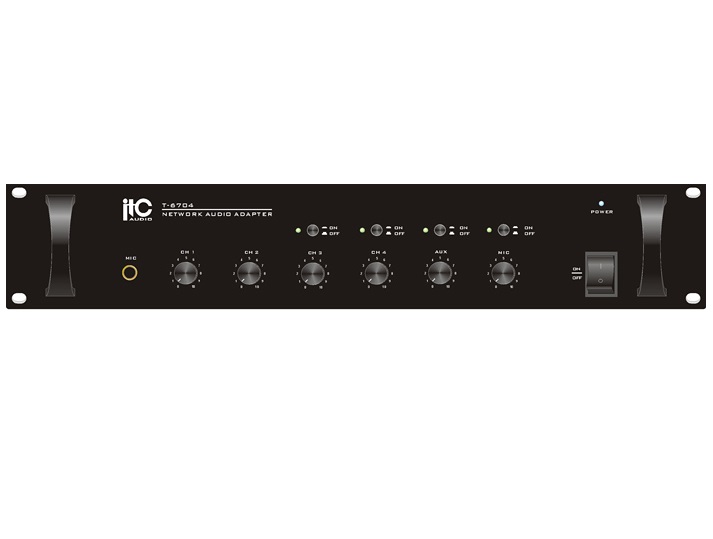 itC
AUDIO
T-6704
NETWORK AUDIO ADAPTER
POWER
ON
OFF
ON
OFF
ON
OFF
ON
OFF
MIC
CH 1
CH 2
CH 3
CH 4
AUX
MIC
ON
OFF